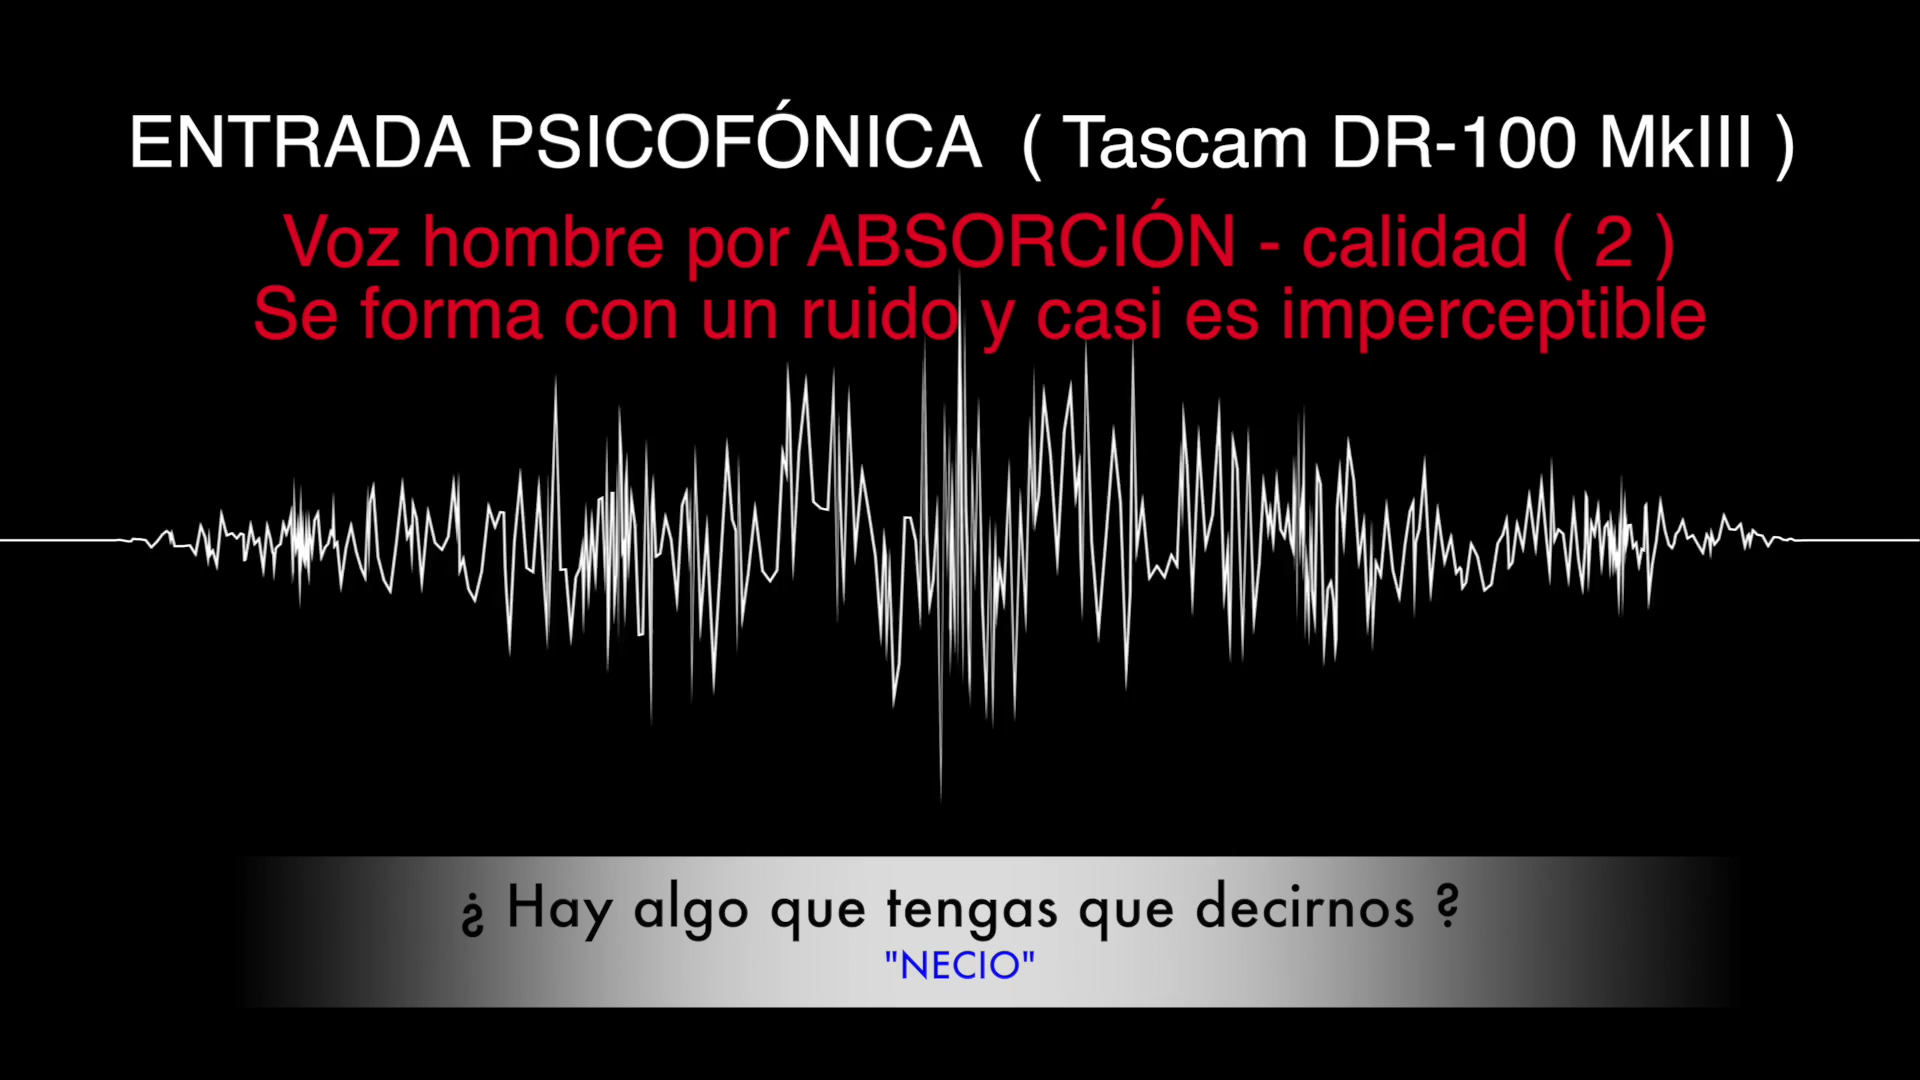 ENTRADA PSICOFÓNICA ( Tascam DR-100 MkIII )
Voz hombre por ABSORCIÓN - calidad ( 2 )
Se forma con un ruido y casi es imperceptible
¿ Hay algo que tengas que decirnos ?
"NECIO"